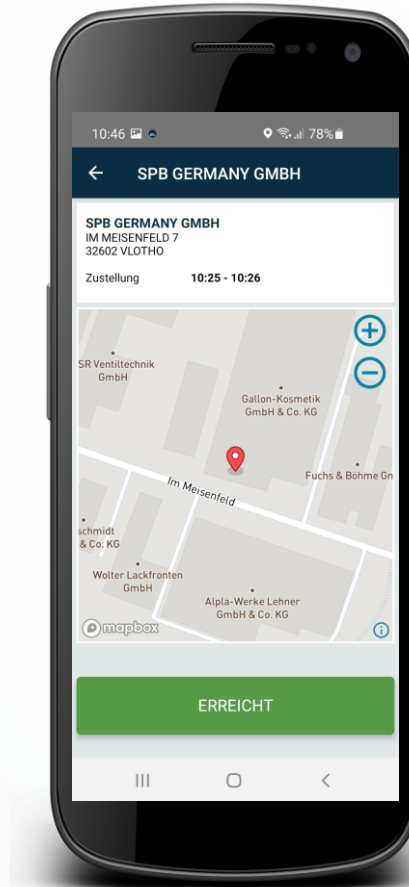 10:46 78%
SPB GERMANY GMBH
SPB GERMANY GMBH
IM MEISENFELD 7
32602 VLOTHO
Zustellung 10:25 - 10:26
SR Ventiltechnik
GmbH
Gallon-Kosmetik
GmbH & Co. KG
Im Meisenfeld
Fuchs & Böhme Gn
schmidt
& Co. KG
Wolter Lackfronten
GmbH
Alpla-Werke Lehner
GmbH & Co. KG
mapbox
ERREICHT